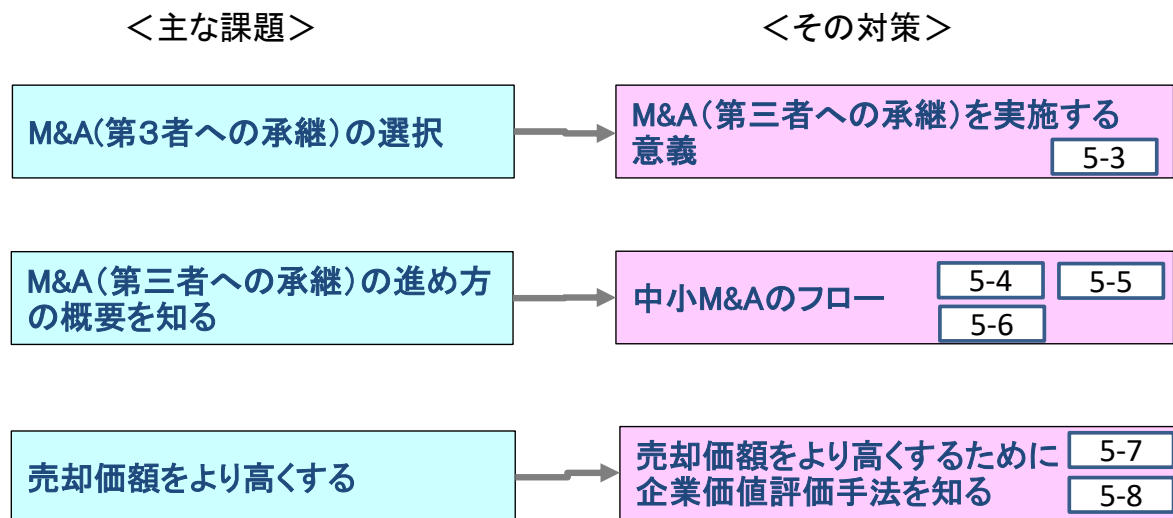 ＜主な課題＞
＜その対策＞
M&A(第３者への承継)の選択
M&A（第三者への承継）を実施する
意義
5-3
M&A（第三者への承継）の進め方
の概要を知る
中小M&Aのフロー
5-4
5-5
5-6
売却価額をより高くする
売却価額をより高くするために
企業価値評価手法を知る
5-7
5-8